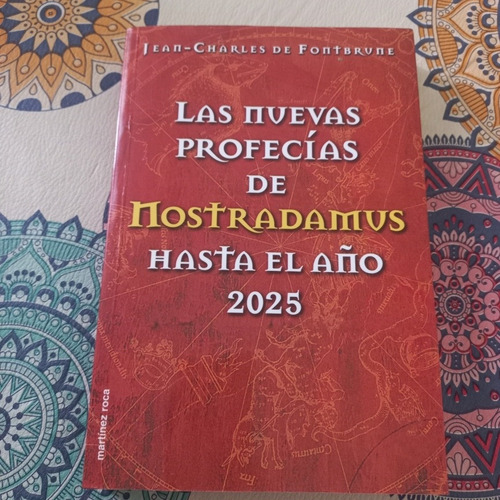 Jean-Charles de Fontbrune
Las nuevas
profecías
de
Nostradamus
hasta el año
2025
martínez roca